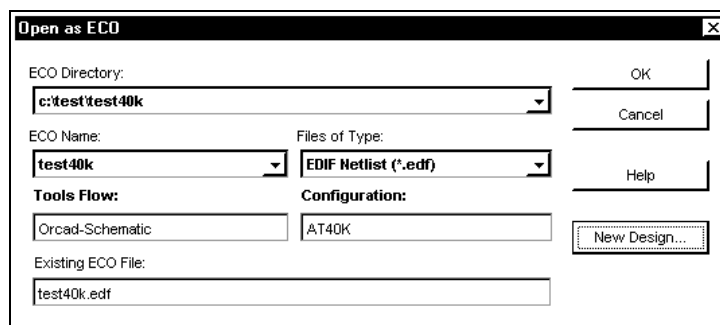 Open as ECO
ECO Directory:
c:\test\test40k
OK
Cancel
ECO Name:
Files of Type:
test40k
EDIF Netlist (*.edf)
Help
Tools Flow:
Configuration:
Orcad-Schematic
AT40K
New Design...
Existing ECO File:
test40k.edf